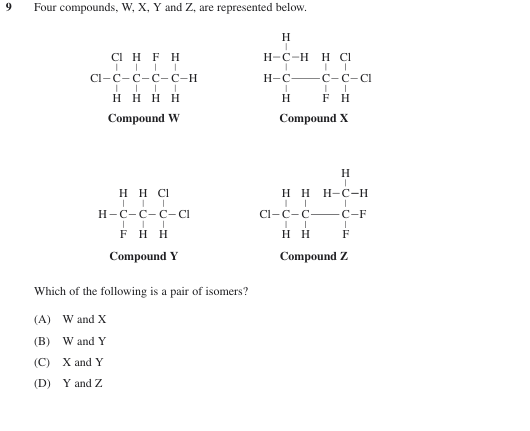 9 Four compounds, W, X, Y and Z, are represented below.
Cl H F H
Cl–C–C–C–C–H
H H H H
Compound W
H
H–C–H H Cl
H–C——C–C–Cl
H F H
Compound X
H H Cl
H–C–C–C–Cl
F H H
Compound Y
H
H H H–C–H
Cl–C–C——C–F
H H F
Compound Z
Which of the following is a pair of isomers?
(A) W and X
(B) W and Y
(C) X and Y
(D) Y and Z